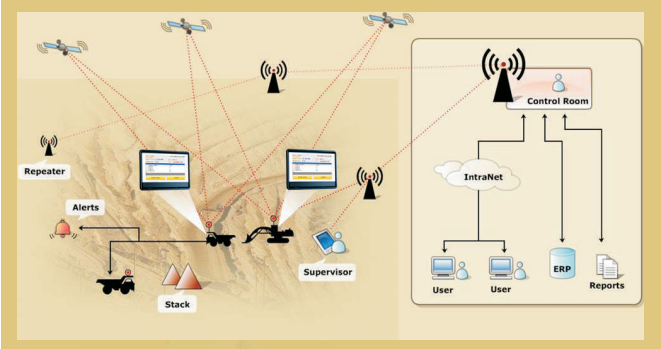 Control Room
Repeater
IntraNet
Alerts
Supervisor
Stack
ERP
User
User
Reports